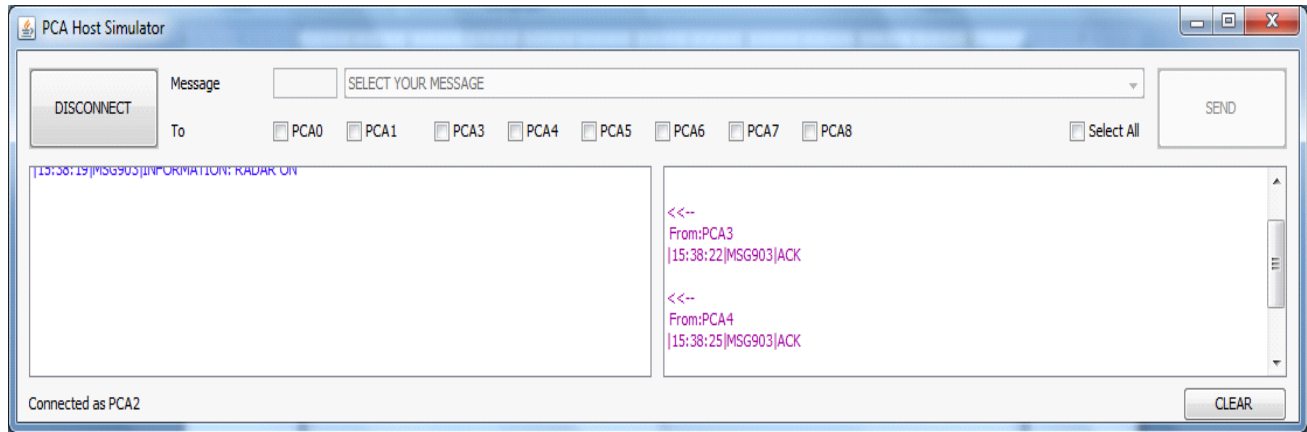 PCA Host Simulator
DISCONNECT
Message
SELECT YOUR MESSAGE
SEND
To
PCA0 PCA1 PCA3 PCA4 PCA5 PCA6 PCA7 PCA8
Select All
|15:38:19|MSG903|INFORMATION: RADAR ON
<<--
From:PCA3
|15:38:22|MSG903|ACK
<<--
From:PCA4
|15:38:25|MSG903|ACK
Connected as PCA2
CLEAR